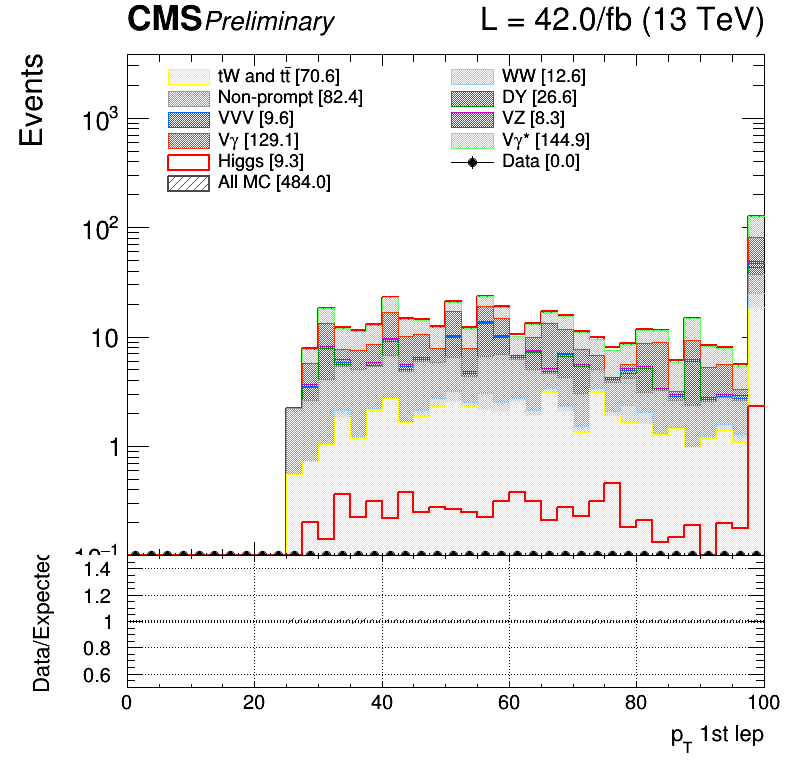 CMS Preliminary L = 42.0/fb (13 TeV)
Events
tW and tt̄ [70.6] WW [12.6]
Non-prompt [82.4] DY [26.6]
VVV [9.6] VZ [8.3]
Vγ [129.1] Vγ* [144.9]
Higgs [9.3] Data [0.0]
All MC [484.0]
10³
10²
10
1
10⁻¹
Data/Expected
1.4
1.2
1
0.8
0.6
0 20 40 60 80 100
p_T 1st lep